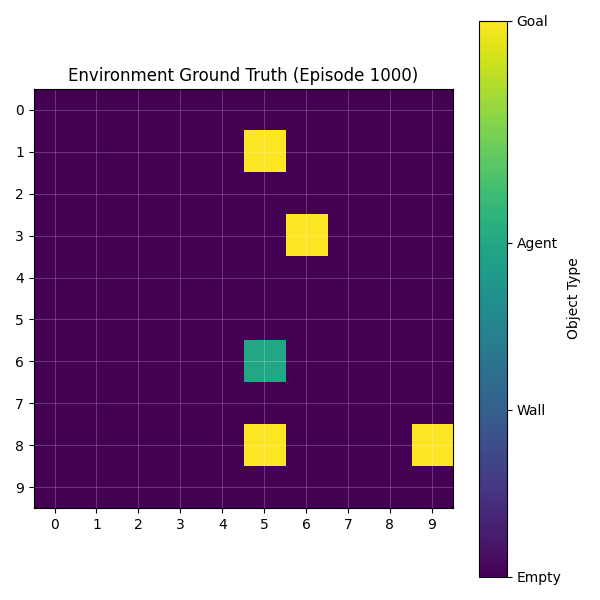 Environment Ground Truth (Episode 1000)
0
1
2
3
4
5
6
7
8
9
0 1 2 3 4 5 6 7 8 9
Goal
Agent
Wall
Empty
Object Type